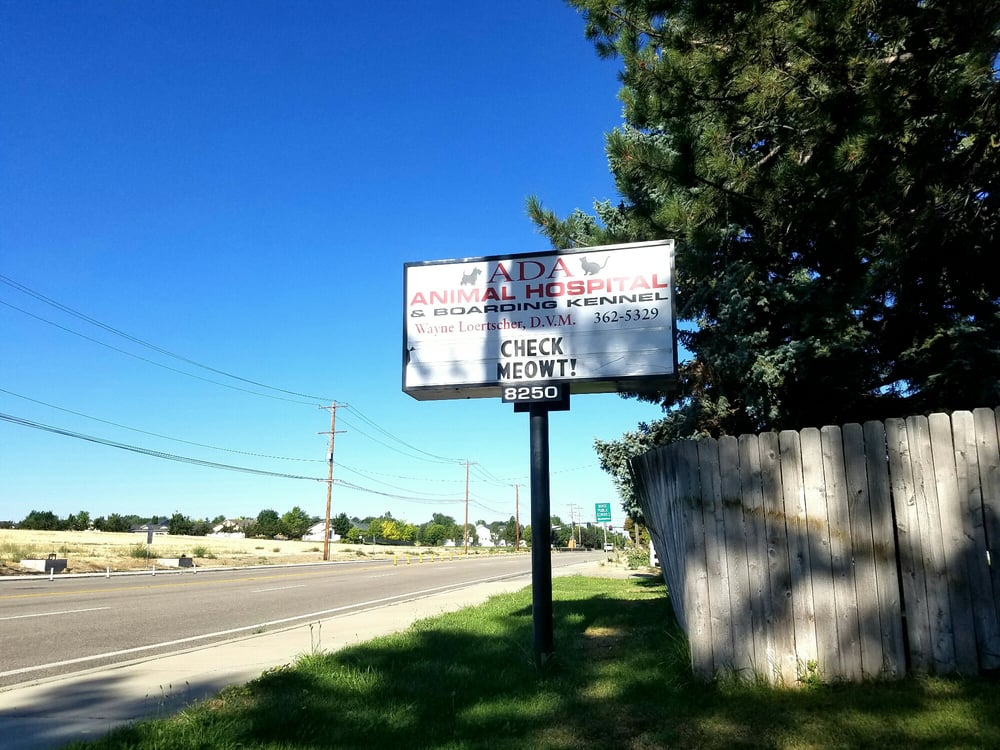 ADA
ANIMAL HOSPITAL
& BOARDING KENNEL
Wayne Loertscher, D.V.M. 362-5329
CHECK
MEOWT!
8250